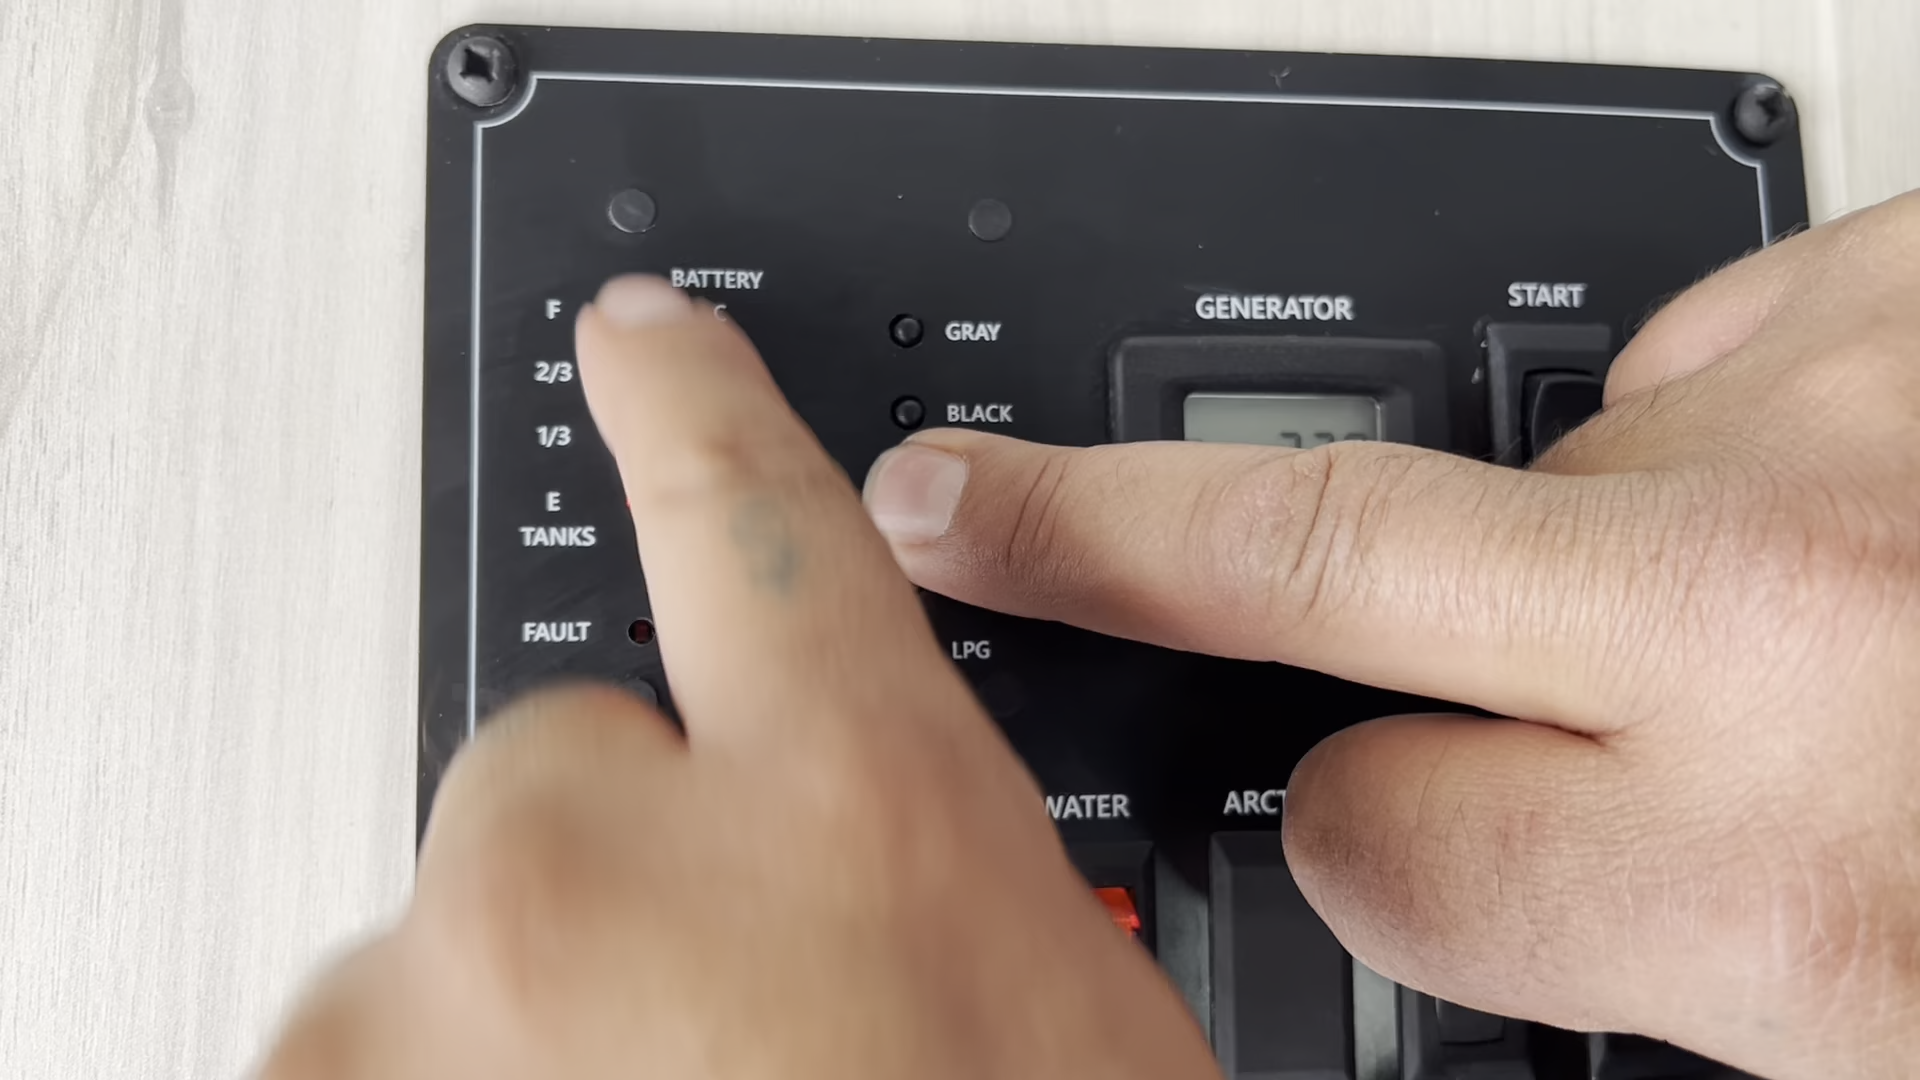 BATTERY
F
C
2/3
1/3
E
TANKS
FAULT
GRAY
BLACK
LPG
GENERATOR
START
WATER
ARCT